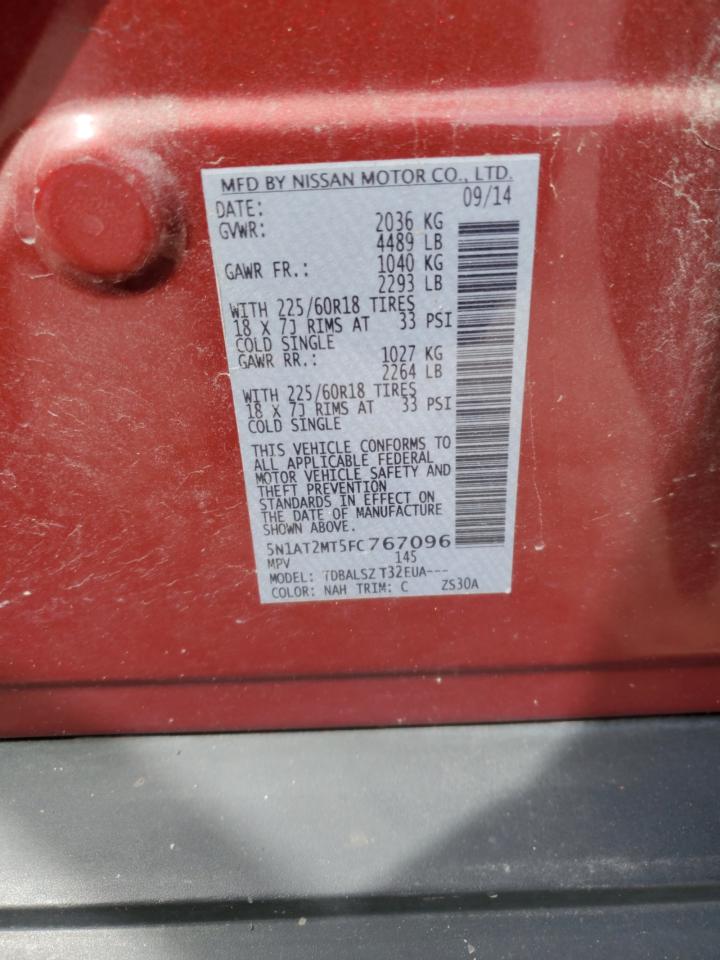 MFD BY NISSAN MOTOR CO., LTD.
DATE: 09/14
GVWR: 2036 KG
4489 LB
GAWR FR.: 1040 KG
2293 LB
WITH 225/60R18 TIRES
18 X 7J RIMS AT 33 PSI
COLD SINGLE
GAWR RR.: 1027 KG
2264 LB
WITH 225/60R18 TIRES
18 X 7J RIMS AT 33 PSI
COLD SINGLE
THIS VEHICLE CONFORMS TO
ALL APPLICABLE FEDERAL
MOTOR VEHICLE SAFETY AND
THEFT PREVENTION
STANDARDS IN EFFECT ON
THE DATE OF MANUFACTURE
SHOWN ABOVE.
5N1AT2MT5FC767096
MPV 145
MODEL: TDBALSZ T32EUA---
COLOR: NAH TRIM: C ZS30A